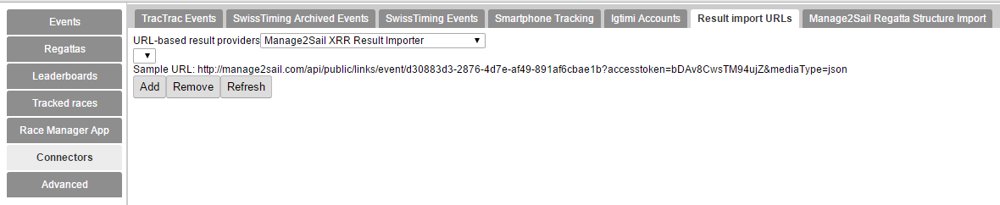 Events
Regattas
Leaderboards
Tracked races
Race Manager App
Connectors
Advanced
TracTrac Events SwissTiming Archived Events SwissTiming Events Smartphone Tracking Igtimi Accounts Result import URLs Manage2Sail Regatta Structure Import
URL-based result providers Manage2Sail XRR Result Importer
Sample URL: http://manage2sail.com/api/public/links/event/d30883d3-2876-4d7e-af49-891af6cbae1b?accesstoken=bDAv8CwsTM94ujZ&mediaType=json
Add Remove Refresh